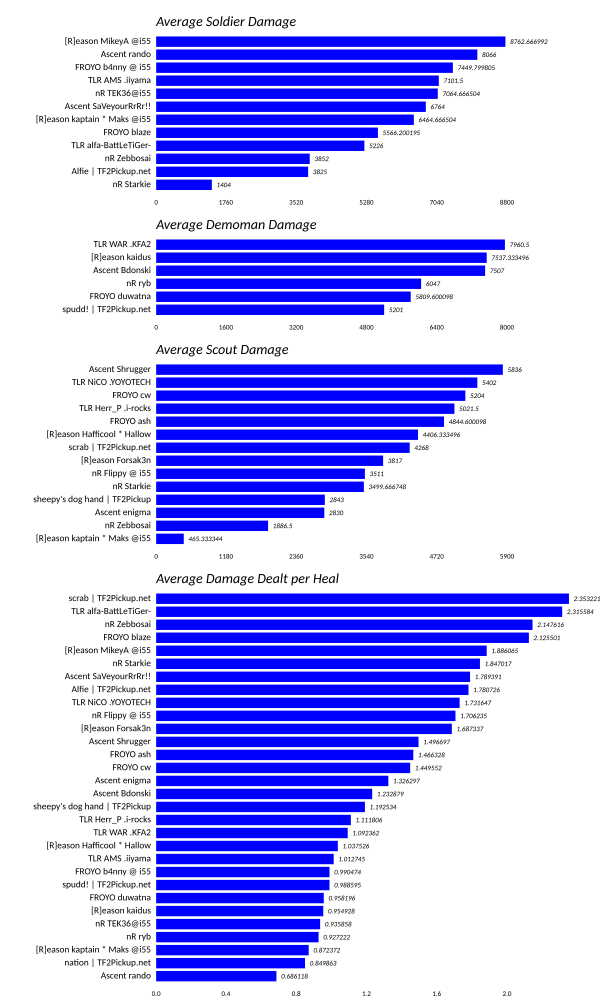 Average Soldier Damage
[R]eason MikeyA @i55 8762.666992
Ascent rando 8066
FROYO b4nny @ i55 7449.799805
TLR AMS .iiyama 7101.5
nR TEK36@i55 7064.666504
Ascent SaVeyourRrRr!! 6764
[R]eason kaptain * Maks @i55 6464.666504
FROYO blaze 5566.200195
TLR alfa-BattLeTiGer- 5226
nR Zebbosai 3852
Alfie | TF2Pickup.net 3825
nR Starkie 1404
0 1760 3520 5280 7040 8800
Average Demoman Damage
TLR WAR .KFA2 7960.5
[R]eason kaidus 7537.333496
Ascent Bdonski 7507
nR ryb 6047
FROYO duwatna 5809.600098
spudd! | TF2Pickup.net 5201
0 1600 3200 4800 6400 8000
Average Scout Damage
Ascent Shrugger 5836
TLR NiCO .YOYOTECH 5402
FROYO cw 5204
TLR Herr_P .i-rocks 5021.5
FROYO ash 4844.600098
[R]eason Hafficool * Hallow 4406.333496
scrab | TF2Pickup.net 4268
[R]eason Forsak3n 3817
nR Flippy @ i55 3511
nR Starkie 3499.666748
sheepy's dog hand | TF2Pickup 2843
Ascent enigma 2830
nR Zebbosai 1886.5
[R]eason kaptain * Maks @i55 465.333344
0 1180 2360 3540 4720 5900
Average Damage Dealt per Heal
scrab | TF2Pickup.net 2.353221
TLR alfa-BattLeTiGer- 2.315584
nR Zebbosai 2.147616
FROYO blaze 2.125501
[R]eason MikeyA @i55 1.886065
nR Starkie 1.847017
Ascent SaVeyourRrRr!! 1.789391
Alfie | TF2Pickup.net 1.780726
TLR NiCO .YOYOTECH 1.731647
nR Flippy @ i55 1.706235
[R]eason Forsak3n 1.687337
Ascent Shrugger 1.496697
FROYO ash 1.466328
FROYO cw 1.449552
Ascent enigma 1.326297
Ascent Bdonski 1.232879
sheepy's dog hand | TF2Pickup 1.192534
TLR Herr_P .i-rocks 1.111806
TLR WAR .KFA2 1.092362
[R]eason Hafficool * Hallow 1.037526
TLR AMS .iiyama 1.012745
FROYO b4nny @ i55 0.990474
spudd! | TF2Pickup.net 0.988595
FROYO duwatna 0.958196
[R]eason kaidus 0.954928
nR TEK36@i55 0.935858
nR ryb 0.927222
[R]eason kaptain * Maks @i55 0.872372
nation | TF2Pickup.net 0.849863
Ascent rando 0.686118
0.0 0.4 0.8 1.2 1.6 2.0